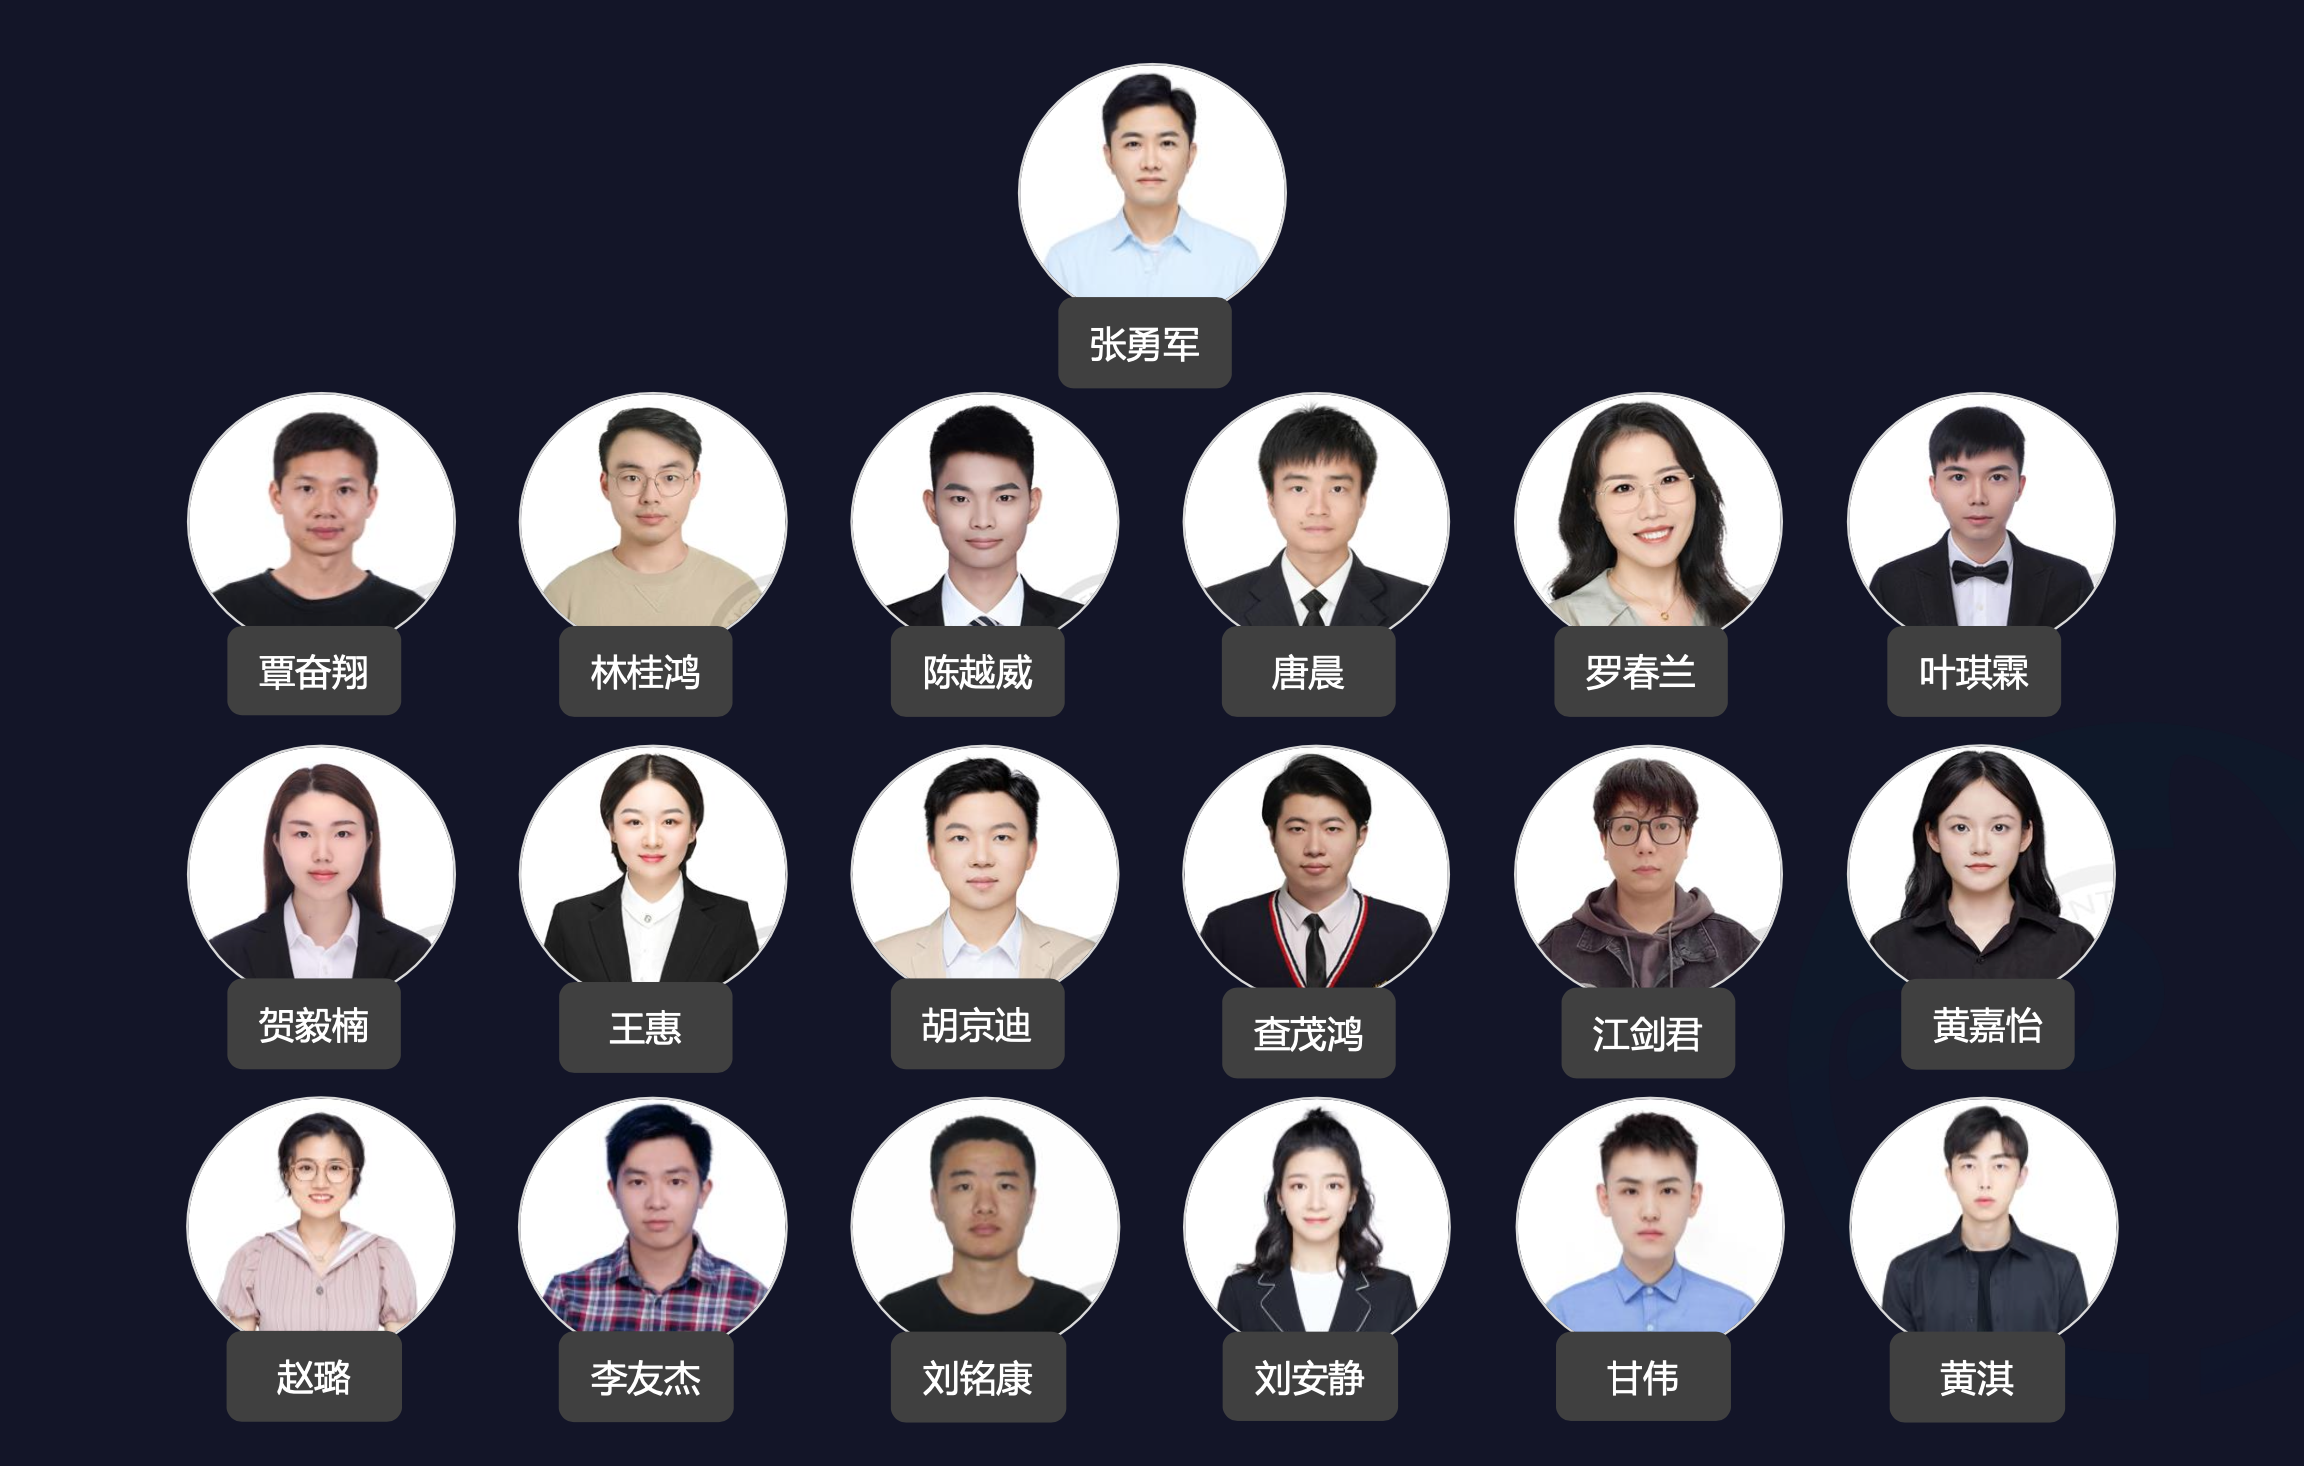 张勇军
覃奋翔
林桂鸿
陈越威
唐晨
罗春兰
叶琪霖
贺毅楠
王惠
胡京迪
查茂鸿
江剑君
黄嘉怡
赵璐
李友杰
刘铭康
刘安静
甘伟
黄淇